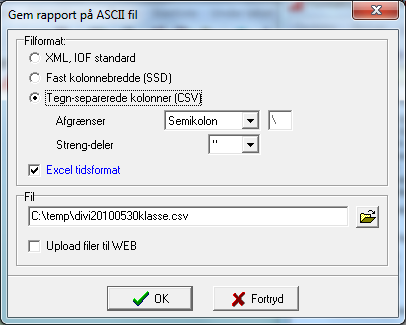 Gem rapport på ASCII fil
Filformat:
XML, IOF standard
Fast kolonnebredde (SSD)
Tegn-separerede kolonner (CSV)
Afgrænser Semikolon \
Streng-deler "
Excel tidsformat
Fil
C:\temp\divi20100530klasse.csv
Upload filer til WEB
OK Fortryd